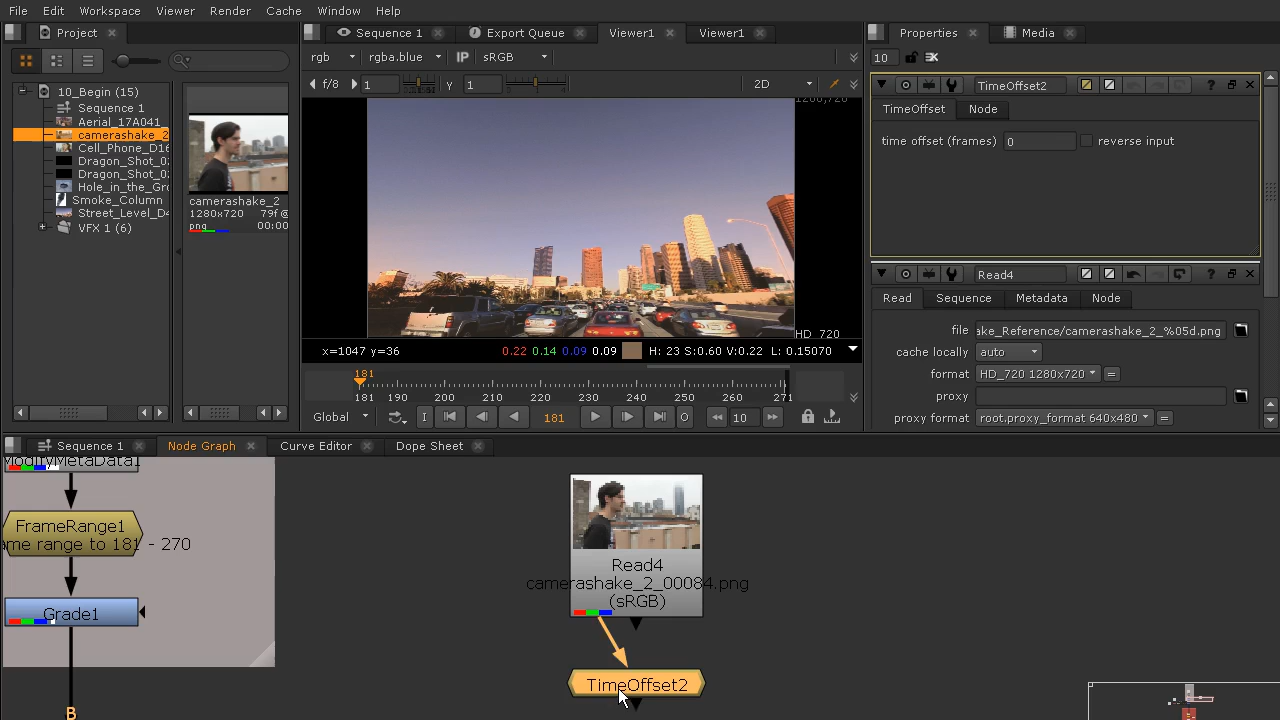 File Edit Workspace Viewer Render Cache Window Help
Project
Sequence 1 Export Queue Viewer1 Viewer1
Properties Media
rgb rgba.blue IP sRGB
10
f/8 1 y 1 2D
TimeOffset2
TimeOffset Node
time offset (frames) 0 reverse input
10_Begin (15)
Sequence 1
Aerial_17A041
camerashake_2
Cell_Phone_D16
Dragon_Shot_0
Dragon_Shot_0
Hole_in_the_Gr
Smoke_Column
Street_Level_D4
VFX 1 (6)
camerashake_2
1280x720 79f@
png 00:00
1280,720
HD_720
x=1047 y=36 0.22 0.14 0.09 0.09 H: 23 S:0.60 V:0.22 L: 0.15070
181
181 190 200 210 220 230 240 250 260 271
Global I 181 O 10
Read4
Read Sequence Metadata Node
file ke_Reference/camerashake_2_%05d.png
cache locally auto
format HD_720 1280x720 =
proxy
proxy format root.proxy_format 640x480 =
Sequence 1 Node Graph Curve Editor Dope Sheet
ModifyMetaData1
FrameRange1
ame range to 181 - 270
Grade1
B
Read4
camerashake_2_00084.png
(sRGB)
TimeOffset2